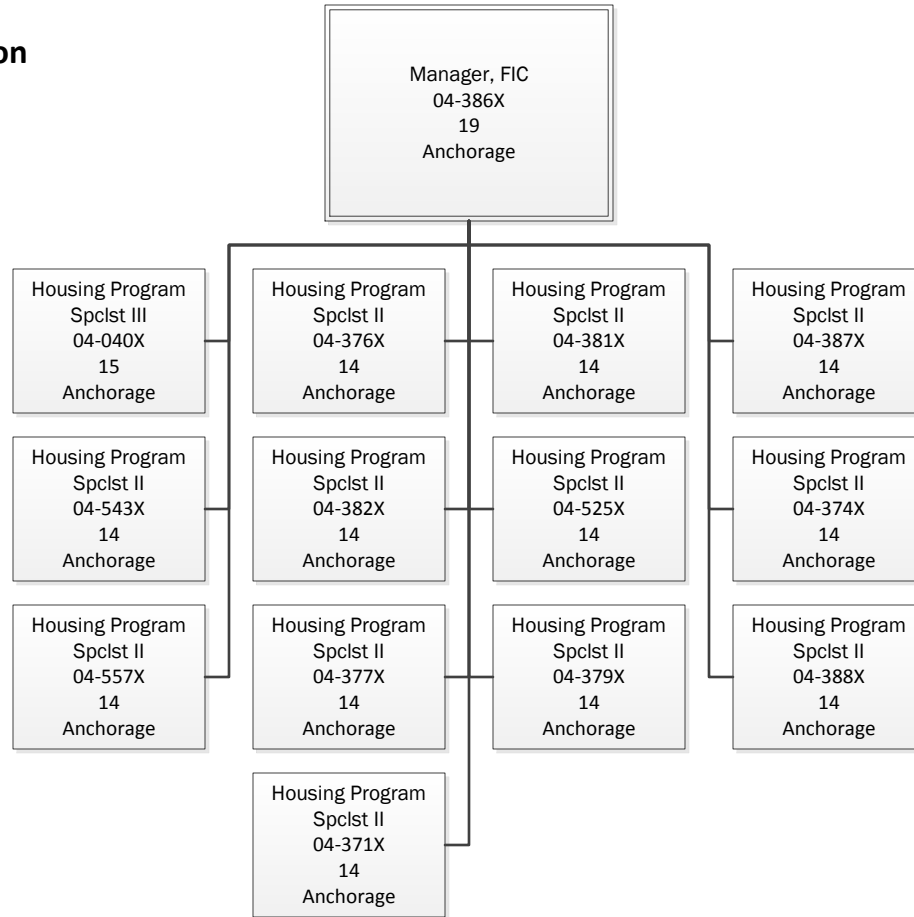 on
Manager, FIC
04-386X
19
Anchorage
Housing Program
Spclst III
04-040X
15
Anchorage
Housing Program
Spclst II
04-376X
14
Anchorage
Housing Program
Spclst II
04-381X
14
Anchorage
Housing Program
Spclst II
04-387X
14
Anchorage
Housing Program
Spclst II
04-543X
14
Anchorage
Housing Program
Spclst II
04-382X
14
Anchorage
Housing Program
Spclst II
04-525X
14
Anchorage
Housing Program
Spclst II
04-374X
14
Anchorage
Housing Program
Spclst II
04-557X
14
Anchorage
Housing Program
Spclst II
04-377X
14
Anchorage
Housing Program
Spclst II
04-379X
14
Anchorage
Housing Program
Spclst II
04-388X
14
Anchorage
Housing Program
Spclst II
04-371X
14
Anchorage